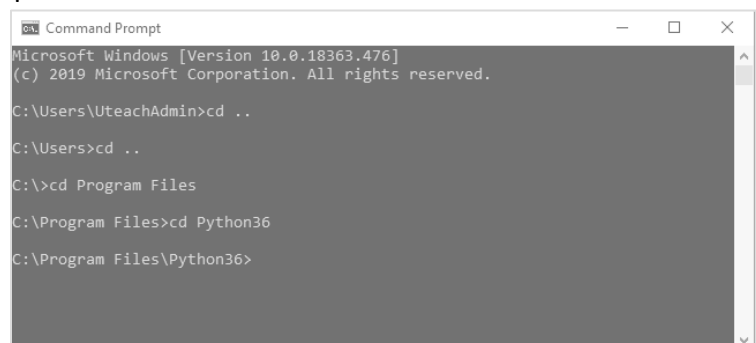 Command Prompt
Microsoft Windows [Version 10.0.18363.476]
(c) 2019 Microsoft Corporation. All rights reserved.
C:\Users\UteachAdmin>cd ..
C:\Users>cd ..
C:\>cd Program Files
C:\Program Files>cd Python36
C:\Program Files\Python36>